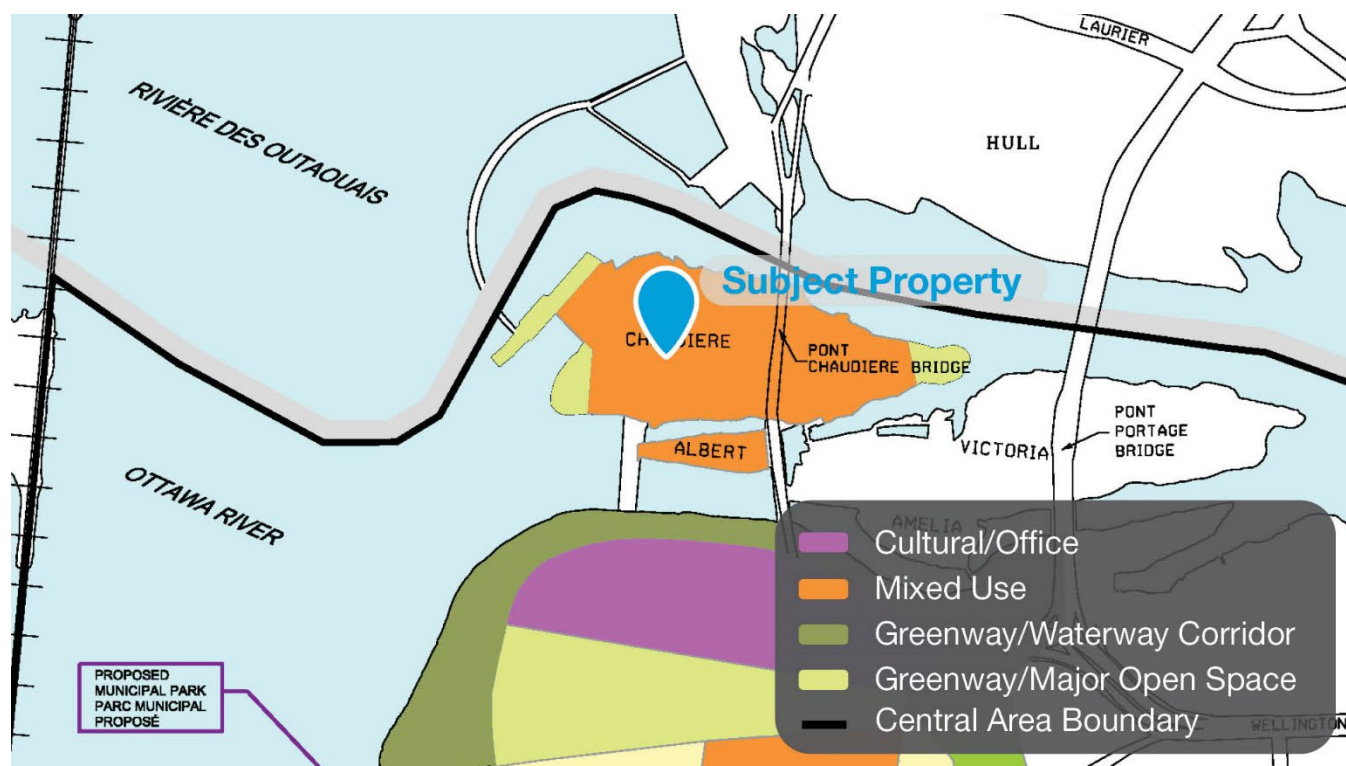 LAURIER
RIVIÈRE DES OUTAOUAIS
HULL
Subject Property
PONT
CHAUDIERE BRIDGE
ALBERT
VICTORIA
PONT
PORTAGE
BRIDGE
OTTAWA RIVER
AMELIA
Cultural/Office
Mixed Use
Greenway/Waterway Corridor
Greenway/Major Open Space
Central Area Boundary
WELLINGTON
PROPOSED
MUNICIPAL PARK
PARC MUNICIPAL
PROPOSÉ